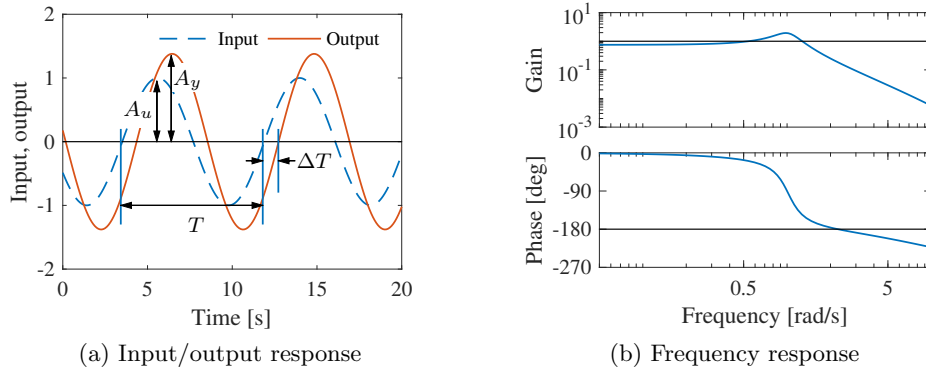 2
1
0
-1
-2
Input, output
Input
Output
A_u
A_y
ΔT
T
0
5
10
15
20
Time [s]
(a) Input/output response
10^1
10^-1
10^-3
Gain
0
-90
-180
-270
Phase [deg]
0.5
5
Frequency [rad/s]
(b) Frequency response